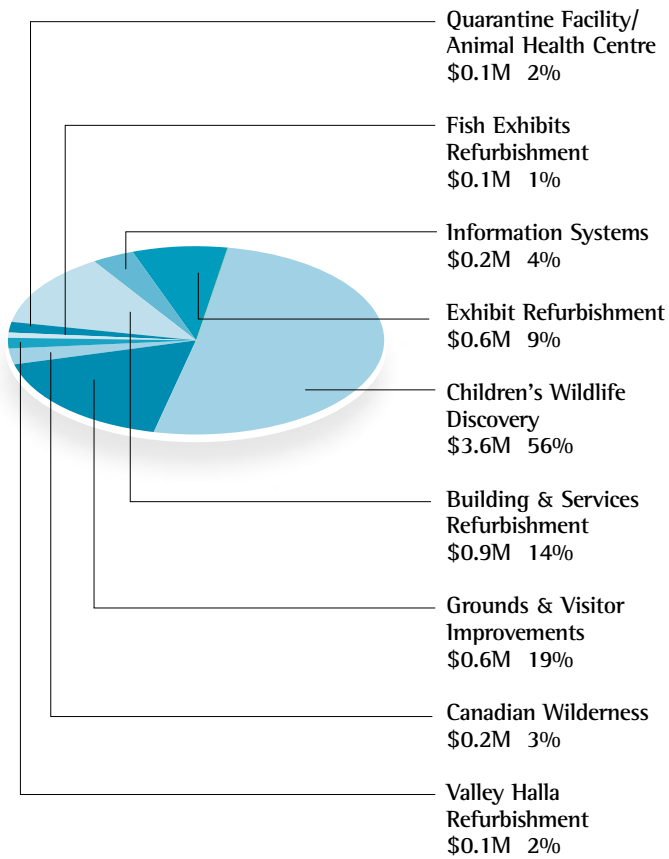 Quarantine Facility/
Animal Health Centre
$0.1M 2%
Fish Exhibits
Refurbishment
$0.1M 1%
Information Systems
$0.2M 4%
Exhibit Refurbishment
$0.6M 9%
Children's Wildlife
Discovery
$3.6M 56%
Building & Services
Refurbishment
$0.9M 14%
Grounds & Visitor
Improvements
$0.6M 19%
Canadian Wilderness
$0.2M 3%
Valley Halla
Refurbishment
$0.1M 2%